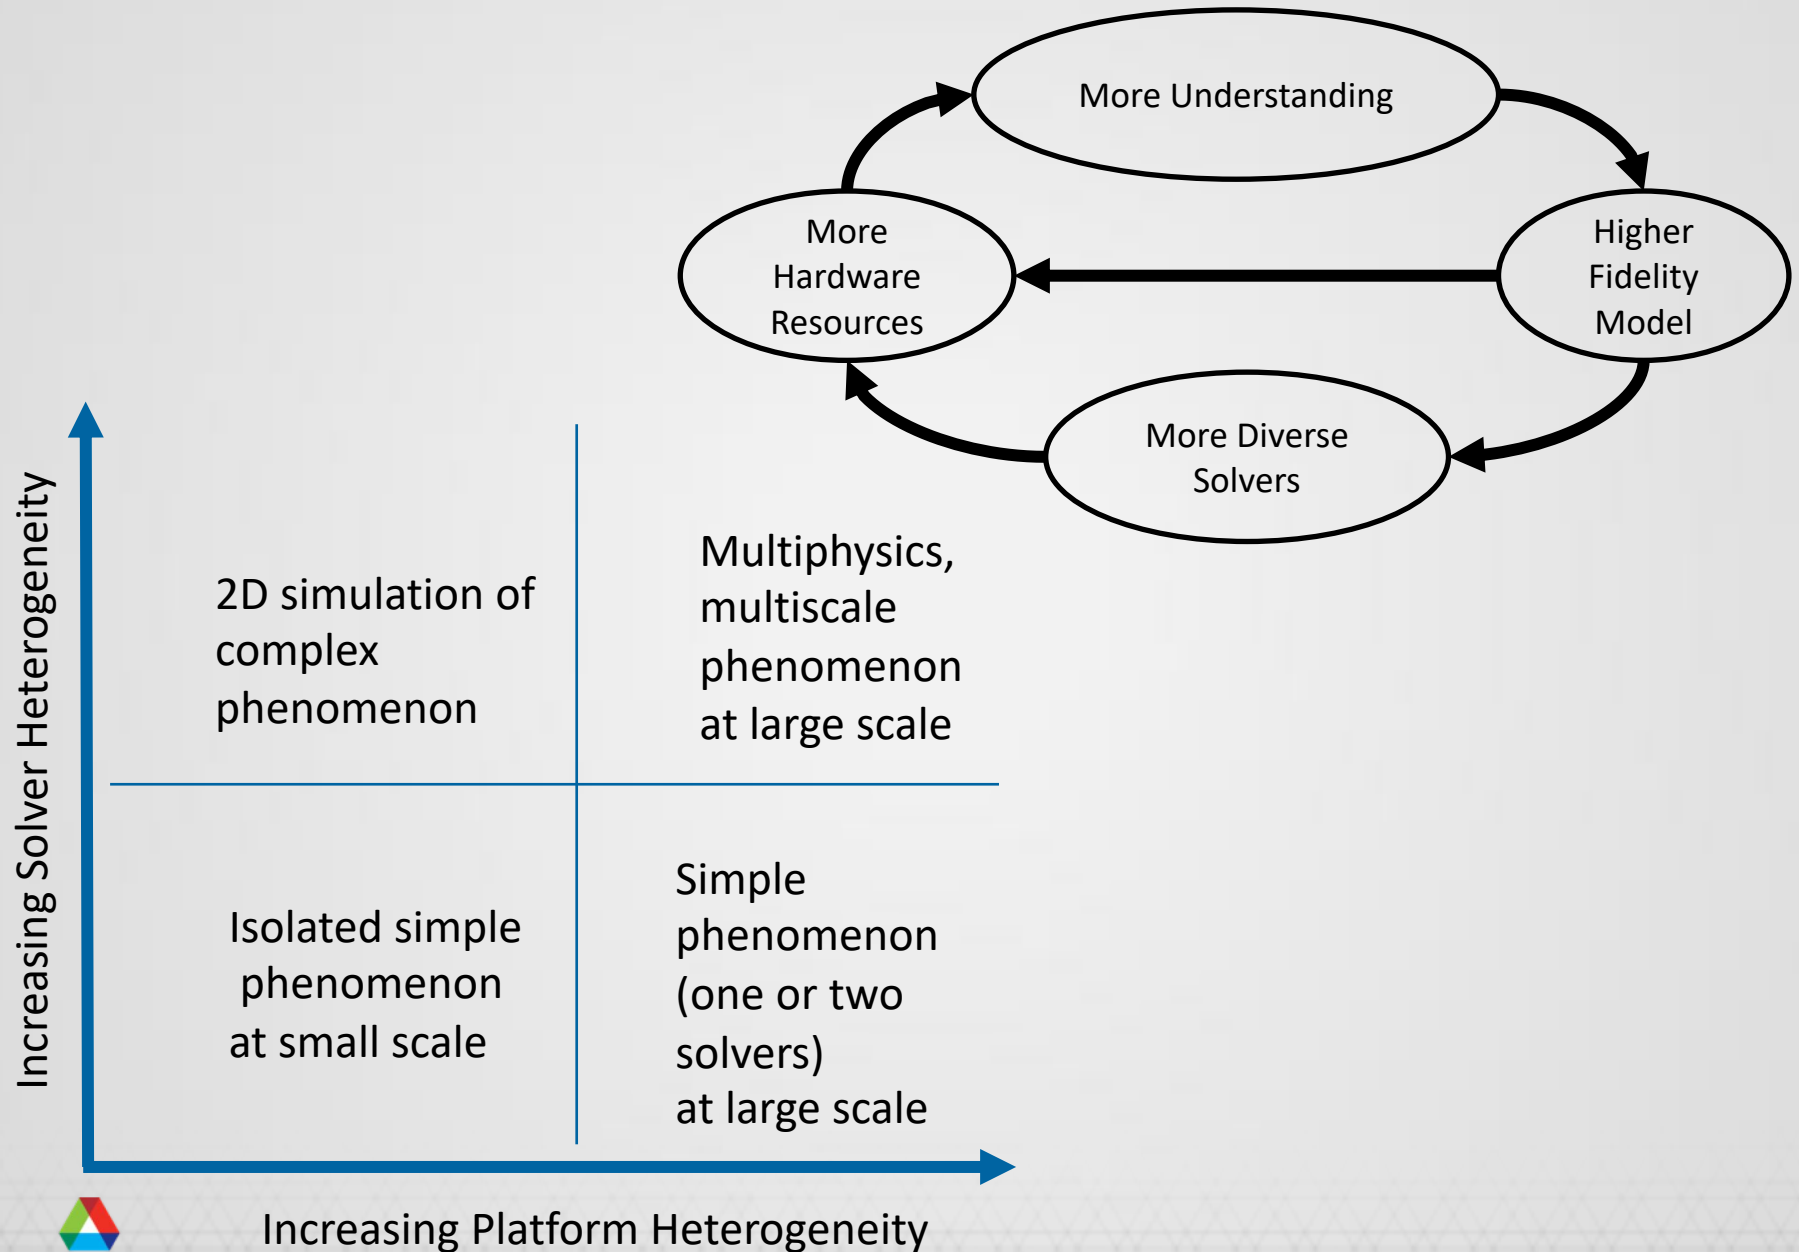 More Understanding
More
Hardware
Resources
Higher
Fidelity
Model
More Diverse
Solvers
Increasing Solver Heterogeneity
2D simulation of
complex
phenomenon
Multiphysics,
multiscale
phenomenon
at large scale
Isolated simple
phenomenon
at small scale
Simple
phenomenon
(one or two
solvers)
at large scale
Increasing Platform Heterogeneity